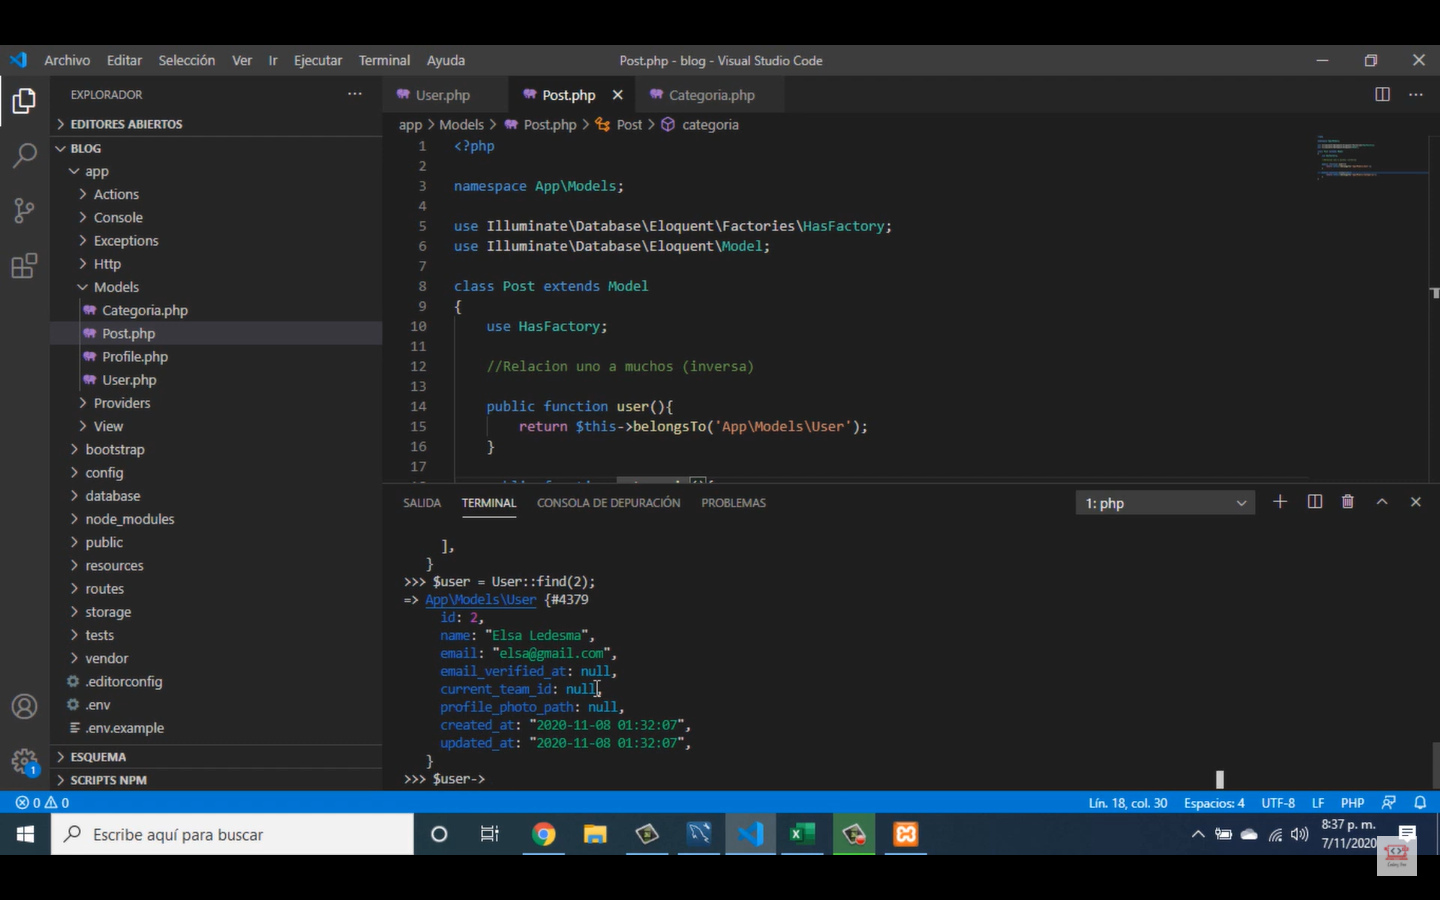 Archivo Editar Selección Ver Ir Ejecutar Terminal Ayuda
Post.php - blog - Visual Studio Code
EXPLORADOR
EDITORES ABIERTOS
BLOG
app
Actions
Console
Exceptions
Http
Models
Categoria.php
Post.php
Profile.php
User.php
Providers
View
bootstrap
config
database
node_modules
public
resources
routes
storage
tests
vendor
.editorconfig
.env
.env.example
ESQUEMA
SCRIPTS NPM
1
User.php Post.php Categoria.php
app > Models > Post.php > Post > categoria
1 <?php
2
3 namespace App\Models;
4
5 use Illuminate\Database\Eloquent\Factories\HasFactory;
6 use Illuminate\Database\Eloquent\Model;
7
8 class Post extends Model
9 {
10 use HasFactory;
11
12 //Relacion uno a muchos (inversa)
13
14 public function user(){
15 return $this->belongsTo('App\Models\User');
16 }
17
SALIDA TERMINAL CONSOLA DE DEPURACIÓN PROBLEMAS
1: php
],
}
>>> $user = User::find(2);
=> App\Models\User {#4379
id: 2,
name: "Elsa Ledesma",
email: "elsa@gmail.com",
email_verified_at: null,
current_team_id: null,
profile_photo_path: null,
created_at: "2020-11-08 01:32:07",
updated_at: "2020-11-08 01:32:07",
}
>>> $user->
0 0
Lín. 18, col. 30 Espacios: 4 UTF-8 LF PHP
Escribe aquí para buscar
8:37 p. m.
7/11/2020